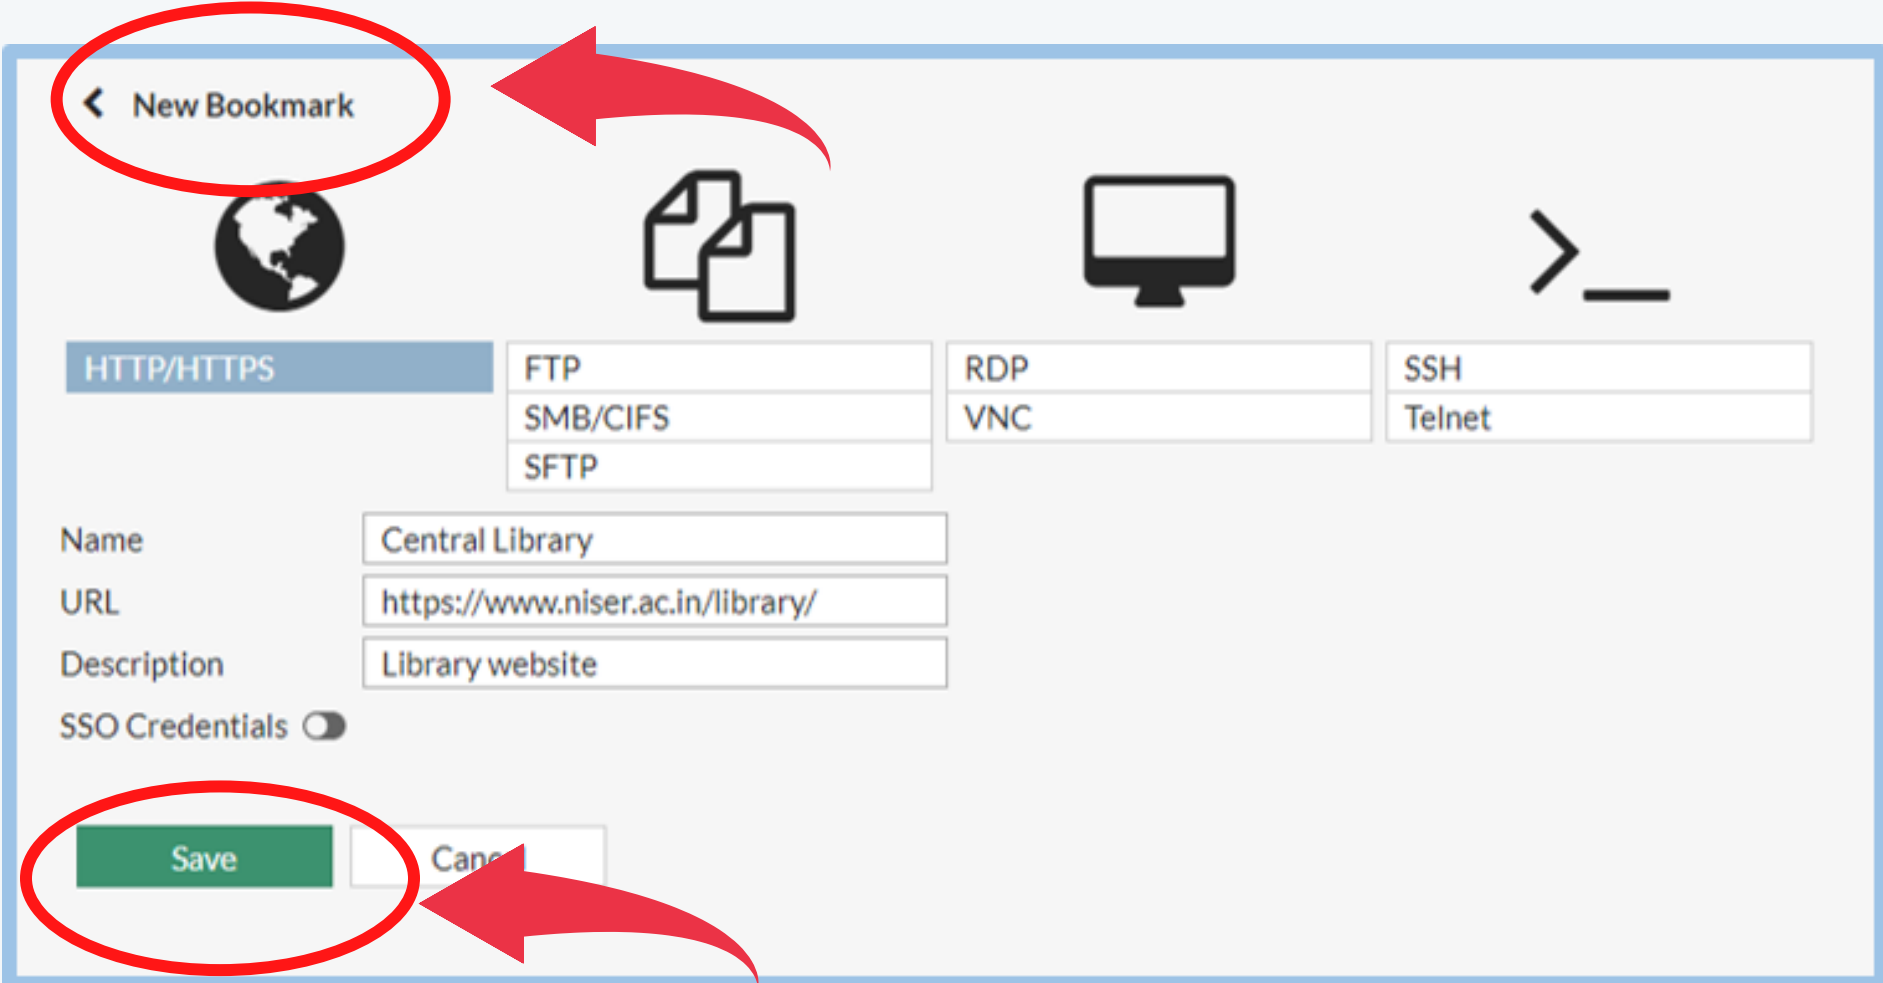 New Bookmark
HTTP/HTTPS
FTP
RDP
SSH
SMB/CIFS
VNC
Telnet
SFTP
Name Central Library
URL https://www.niser.ac.in/library/
Description Library website
SSO Credentials
Save